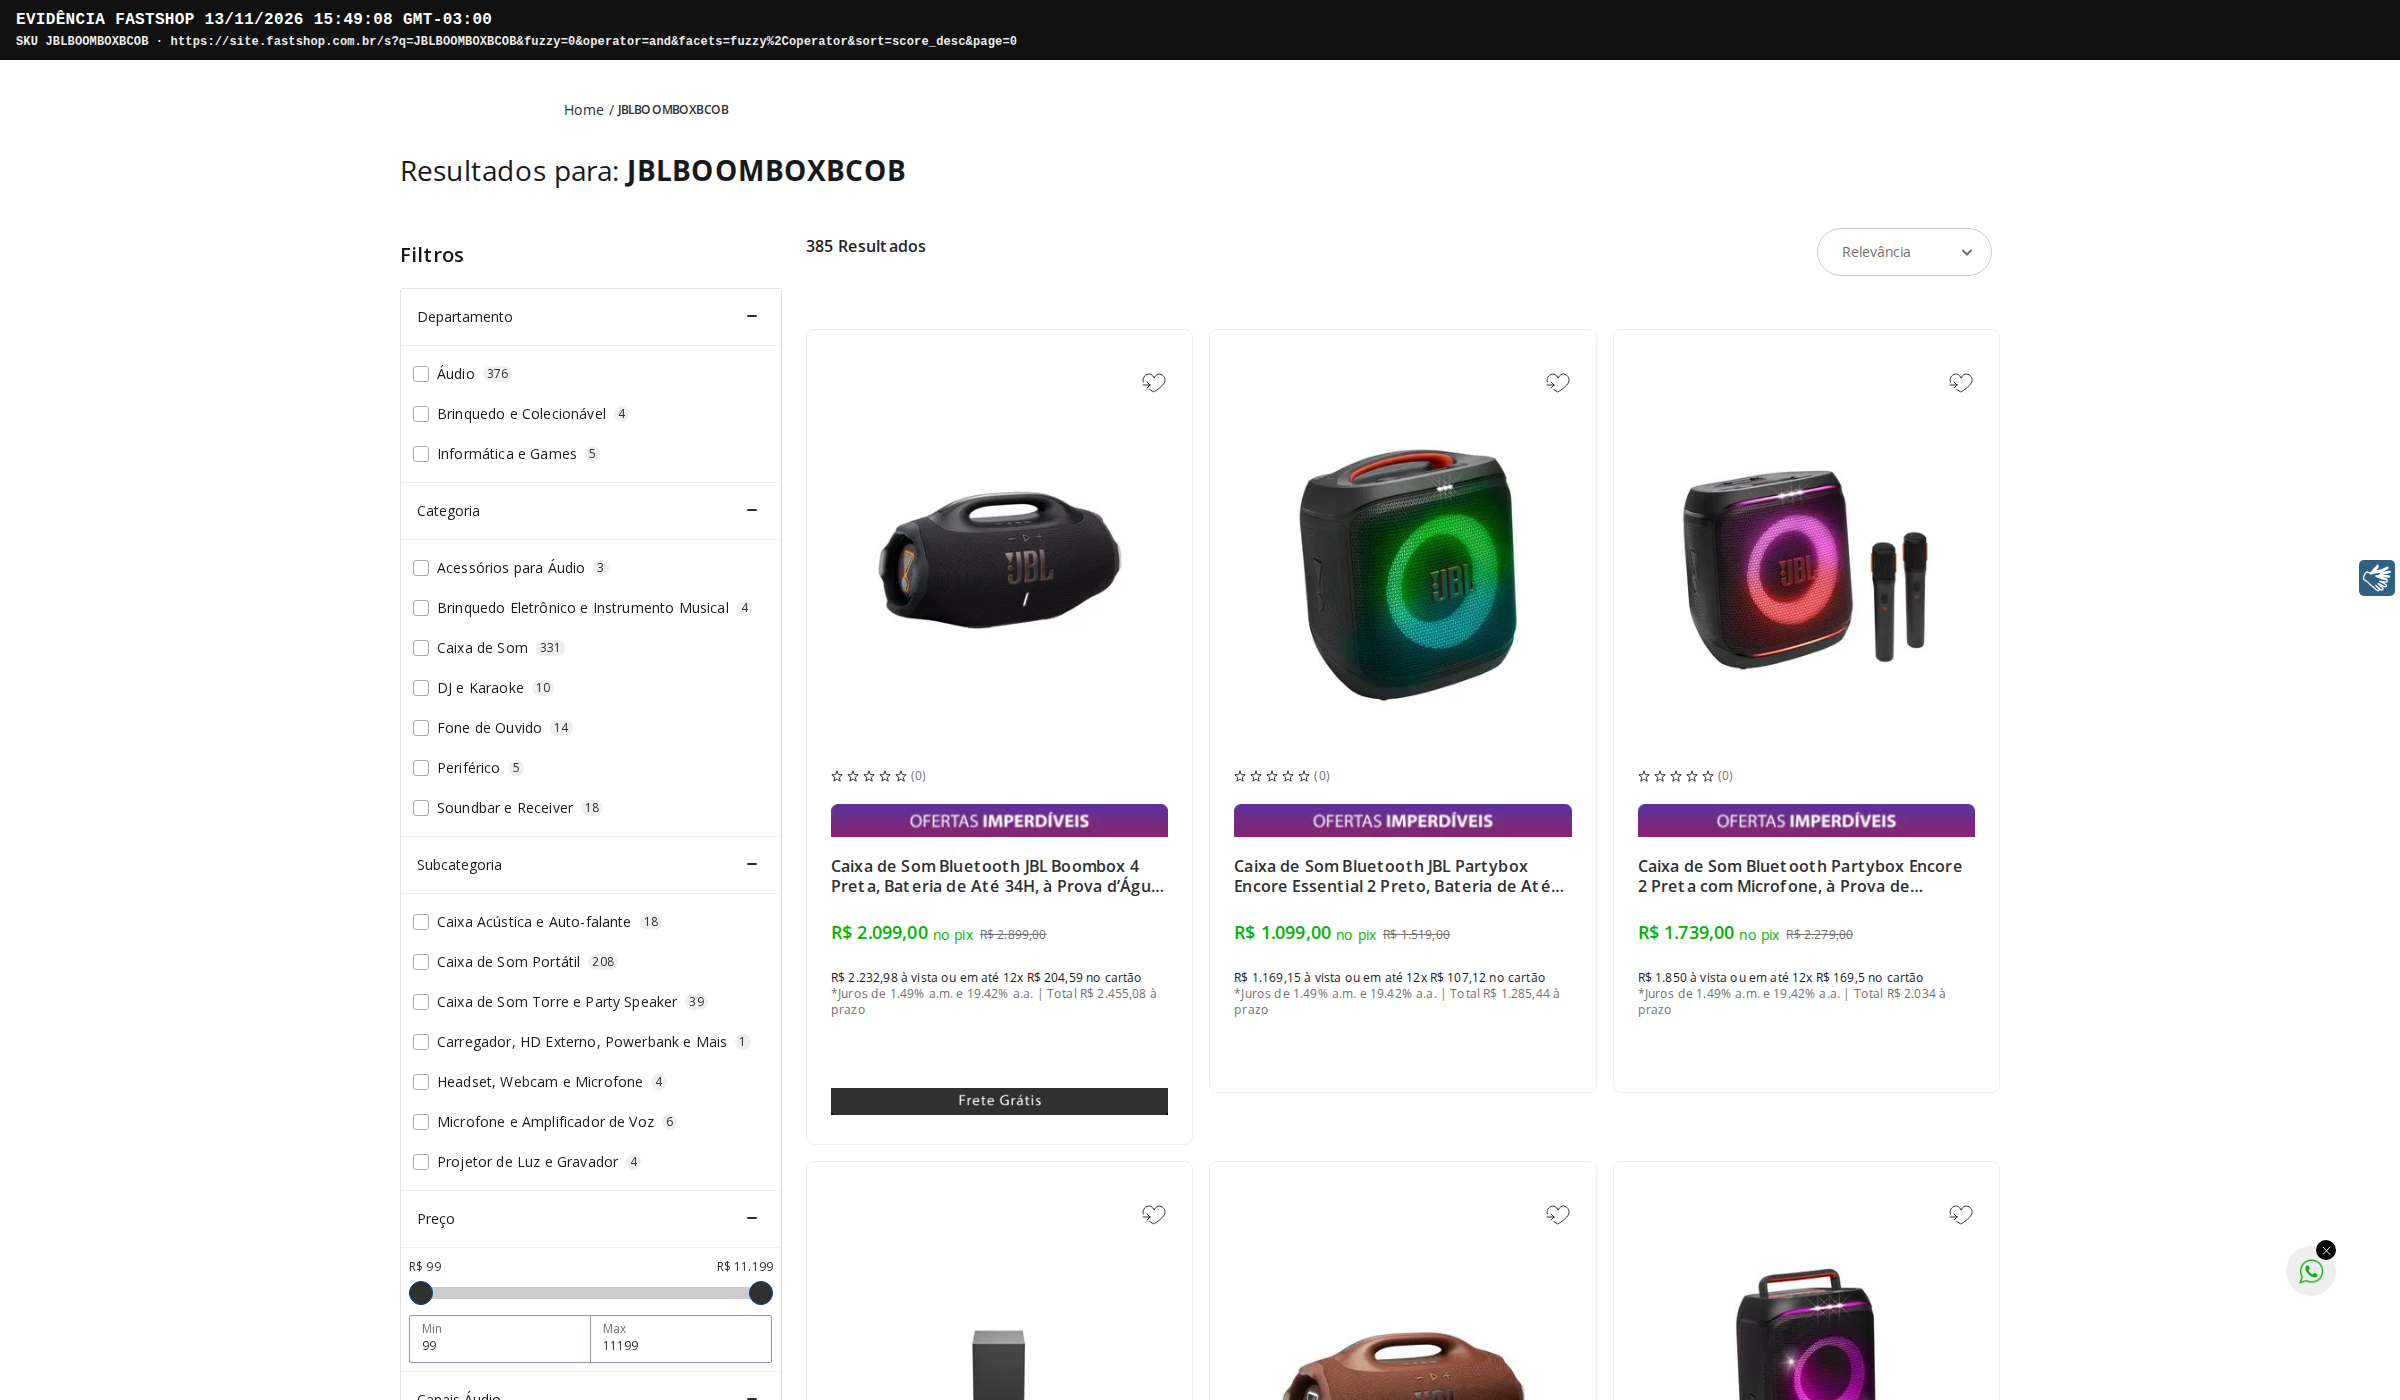 EVIDÊNCIA FASTSHOP 13/11/2026 15:49:08 GMT-03:00
SKU JBLBOOMBOXBCOB · https://site.fastshop.com.br/s?q=JBLBOOMBOXBCOB&fuzzy=0&operator=and&facets=fuzzy%2Coperator&sort=score_desc&page=0
Home / JBLBOOMBOXBCOB
Resultados para: JBLBOOMBOXBCOB
Filtros
385 Resultados
Relevância
Departamento
Áudio 376
Brinquedo e Colecionável 4
Informática e Games 5
Categoria
Acessórios para Áudio 3
Brinquedo Eletrônico e Instrumento Musical 4
Caixa de Som 331
DJ e Karaoke 10
Fone de Ouvido 14
Periférico 5
Soundbar e Receiver 18
Subcategoria
Caixa Acústica e Auto-falante 18
Caixa de Som Portátil 208
Caixa de Som Torre e Party Speaker 39
Carregador, HD Externo, Powerbank e Mais 1
Headset, Webcam e Microfone 4
Microfone e Amplificador de Voz 6
Projetor de Luz e Gravador 4
Preço
R$ 99 R$ 11.199
Min Max
99 11199
Canais Áudio
JBL
(0)
OFERTAS IMPERDÍVEIS
Caixa de Som Bluetooth JBL Boombox 4
Preta, Bateria de Até 34H, à Prova d’Águ...
R$ 2.099,00 no pix R$ 2.899,00
R$ 2.232,98 à vista ou em até 12x R$ 204,59 no cartão
*Juros de 1.49% a.m. e 19.42% a.a. | Total R$ 2.455,08 à
prazo
Frete Grátis
JBL
(0)
OFERTAS IMPERDÍVEIS
Caixa de Som Bluetooth JBL Partybox
Encore Essential 2 Preto, Bateria de Até...
R$ 1.099,00 no pix R$ 1.519,00
R$ 1.169,15 à vista ou em até 12x R$ 107,12 no cartão
*Juros de 1.49% a.m. e 19.42% a.a. | Total R$ 1.285,44 à
prazo
JBL
(0)
OFERTAS IMPERDÍVEIS
Caixa de Som Bluetooth Partybox Encore
2 Preta com Microfone, à Prova de...
R$ 1.739,00 no pix R$ 2.279,00
R$ 1.850 à vista ou em até 12x R$ 169,5 no cartão
*Juros de 1.49% a.m. e 19.42% a.a. | Total R$ 2.034 à
prazo
JBL